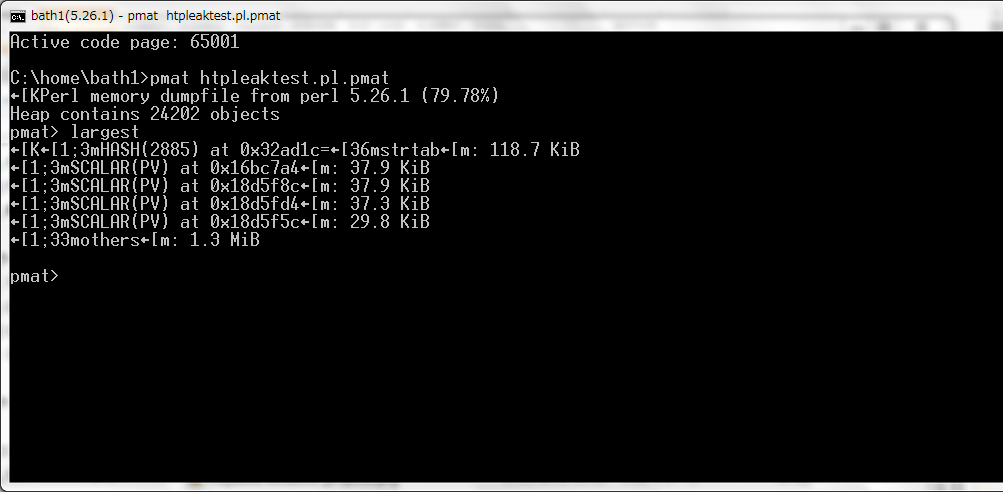 bath1(5.26.1) - pmat  htpleaktest.pl.pmat
Active code page: 65001
C:\home\bath1>pmat htpleaktest.pl.pmat
←[KPerl memory dumpfile from perl 5.26.1 (79.78%)
Heap contains 24202 objects
pmat> largest
←[K←[1;3mHASH(2885) at 0x32ad1c=←[36mstrtab←[m: 118.7 KiB
←[1;3mSCALAR(PV) at 0x16bc7a4←[m: 37.9 KiB
←[1;3mSCALAR(PV) at 0x18d5f8c←[m: 37.9 KiB
←[1;3mSCALAR(PV) at 0x18d5fd4←[m: 37.3 KiB
←[1;3mSCALAR(PV) at 0x18d5f5c←[m: 29.8 KiB
←[1;33mothers←[m: 1.3 MiB
pmat>